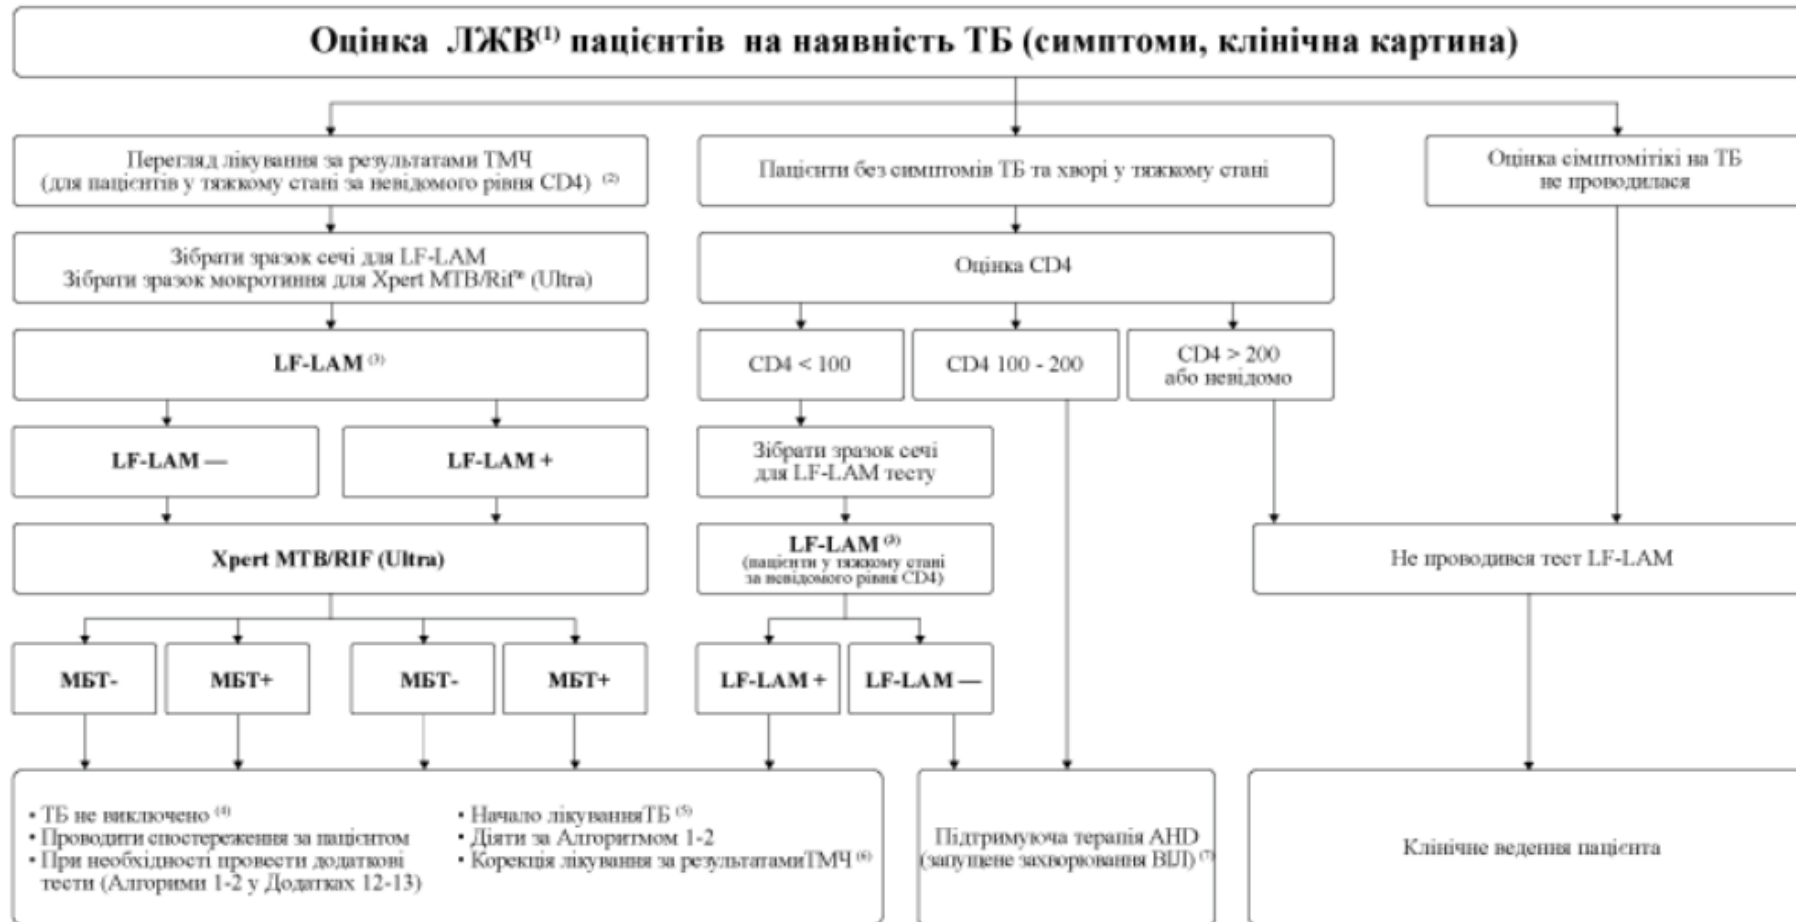 Оцінка ЛЖВ(1) пацієнтів на наявність ТБ (симптоми, клінічна картина)
Перегляд лікування за результатами ТМЧ
(для пацієнтів у тяжкому стані за невідомого рівня CD4) (2)
Пацієнти без симптомів ТБ та хворі у тяжкому стані
Оцінка сімптомітікі на ТБ
не проводилася
Зібрати зразок сечі для LF-LAM
Зібрати зразок мокротиння для Xpert MTB/Rif® (Ultra)
Оцінка CD4
LF-LAM (3)
CD4 < 100
CD4 100 - 200
CD4 > 200
або невідомо
LF-LAM —
LF-LAM +
Зібрати зразок сечі
для LF-LAM тесту
Xpert MTB/RIF (Ultra)
LF-LAM (3)
(пацієнти у тяжкому стані
за невідомого рівня CD4)
Не проводився тест LF-LAM
МБТ-
МБТ+
МБТ-
МБТ+
LF-LAM +
LF-LAM —
• ТБ не виключено (4)
• Проводити спостереження за пацієнтом
• При необхідності провести додаткові
тести (Алгорими 1-2 у Додатках 12-13)
• Начало лікуванняТБ (5)
• Діяти за Алгоритмом 1-2
• Корекція лікування за результатамиТМЧ (6)
Підтримуюча терапія AHD
(запущене захворювання ВІЛ) (7)
Клінічне ведення пацієнта